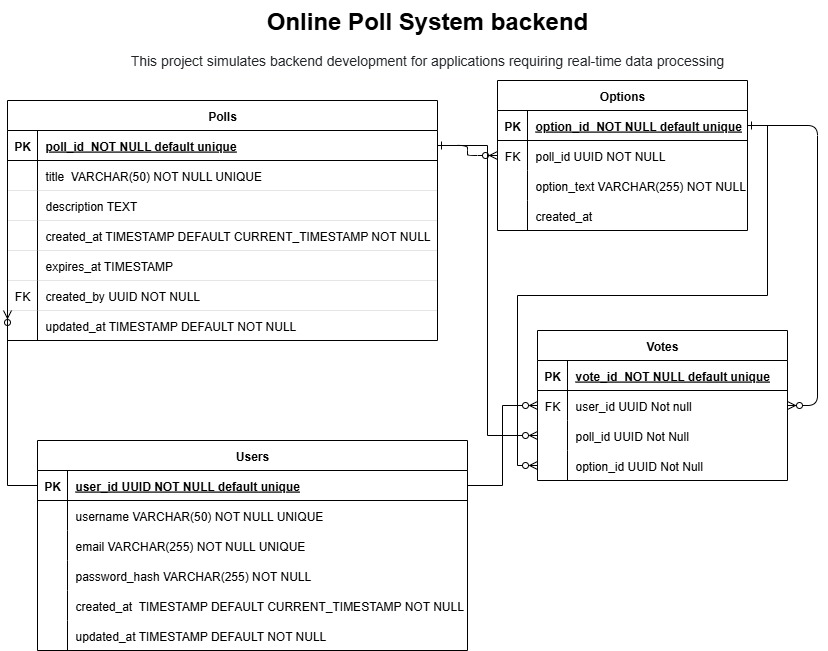 Online Poll System backend
This project simulates backend development for applications requiring real-time data processing
Polls
PK poll_id  NOT NULL default unique
title  VARCHAR(50) NOT NULL UNIQUE
description TEXT
created_at TIMESTAMP DEFAULT CURRENT_TIMESTAMP NOT NULL
expires_at TIMESTAMP
FK created_by UUID NOT NULL
updated_at TIMESTAMP DEFAULT NOT NULL
Options
PK option_id  NOT NULL default unique
FK poll_id UUID NOT NULL
option_text VARCHAR(255) NOT NULL
created_at
Votes
PK vote_id  NOT NULL default unique
FK user_id UUID Not null
poll_id UUID Not Null
option_id UUID Not Null
Users
PK user_id UUID NOT NULL default unique
username VARCHAR(50) NOT NULL UNIQUE
email VARCHAR(255) NOT NULL UNIQUE
password_hash VARCHAR(255) NOT NULL
created_at  TIMESTAMP DEFAULT CURRENT_TIMESTAMP NOT NULL
updated_at TIMESTAMP DEFAULT NOT NULL